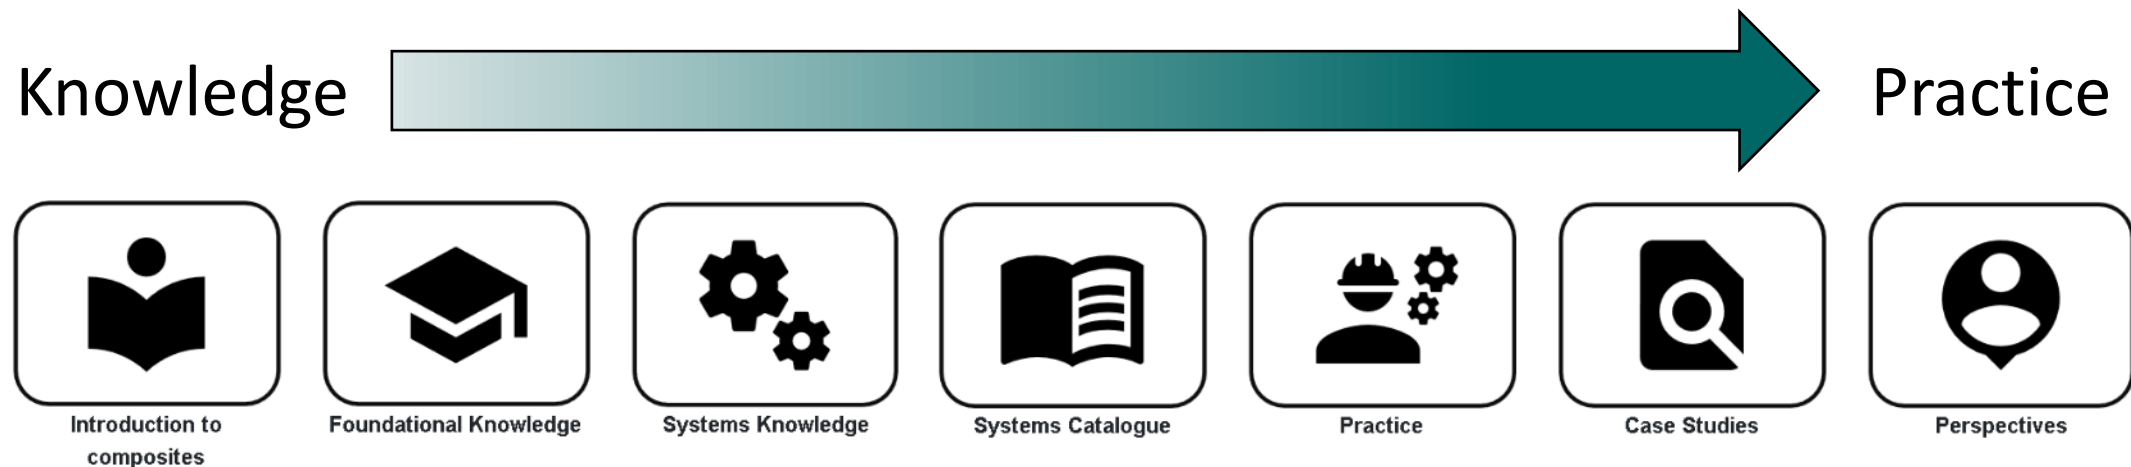 Knowledge
Practice
Introduction to
composites
Foundational Knowledge
Systems Knowledge
Systems Catalogue
Practice
Case Studies
Perspectives